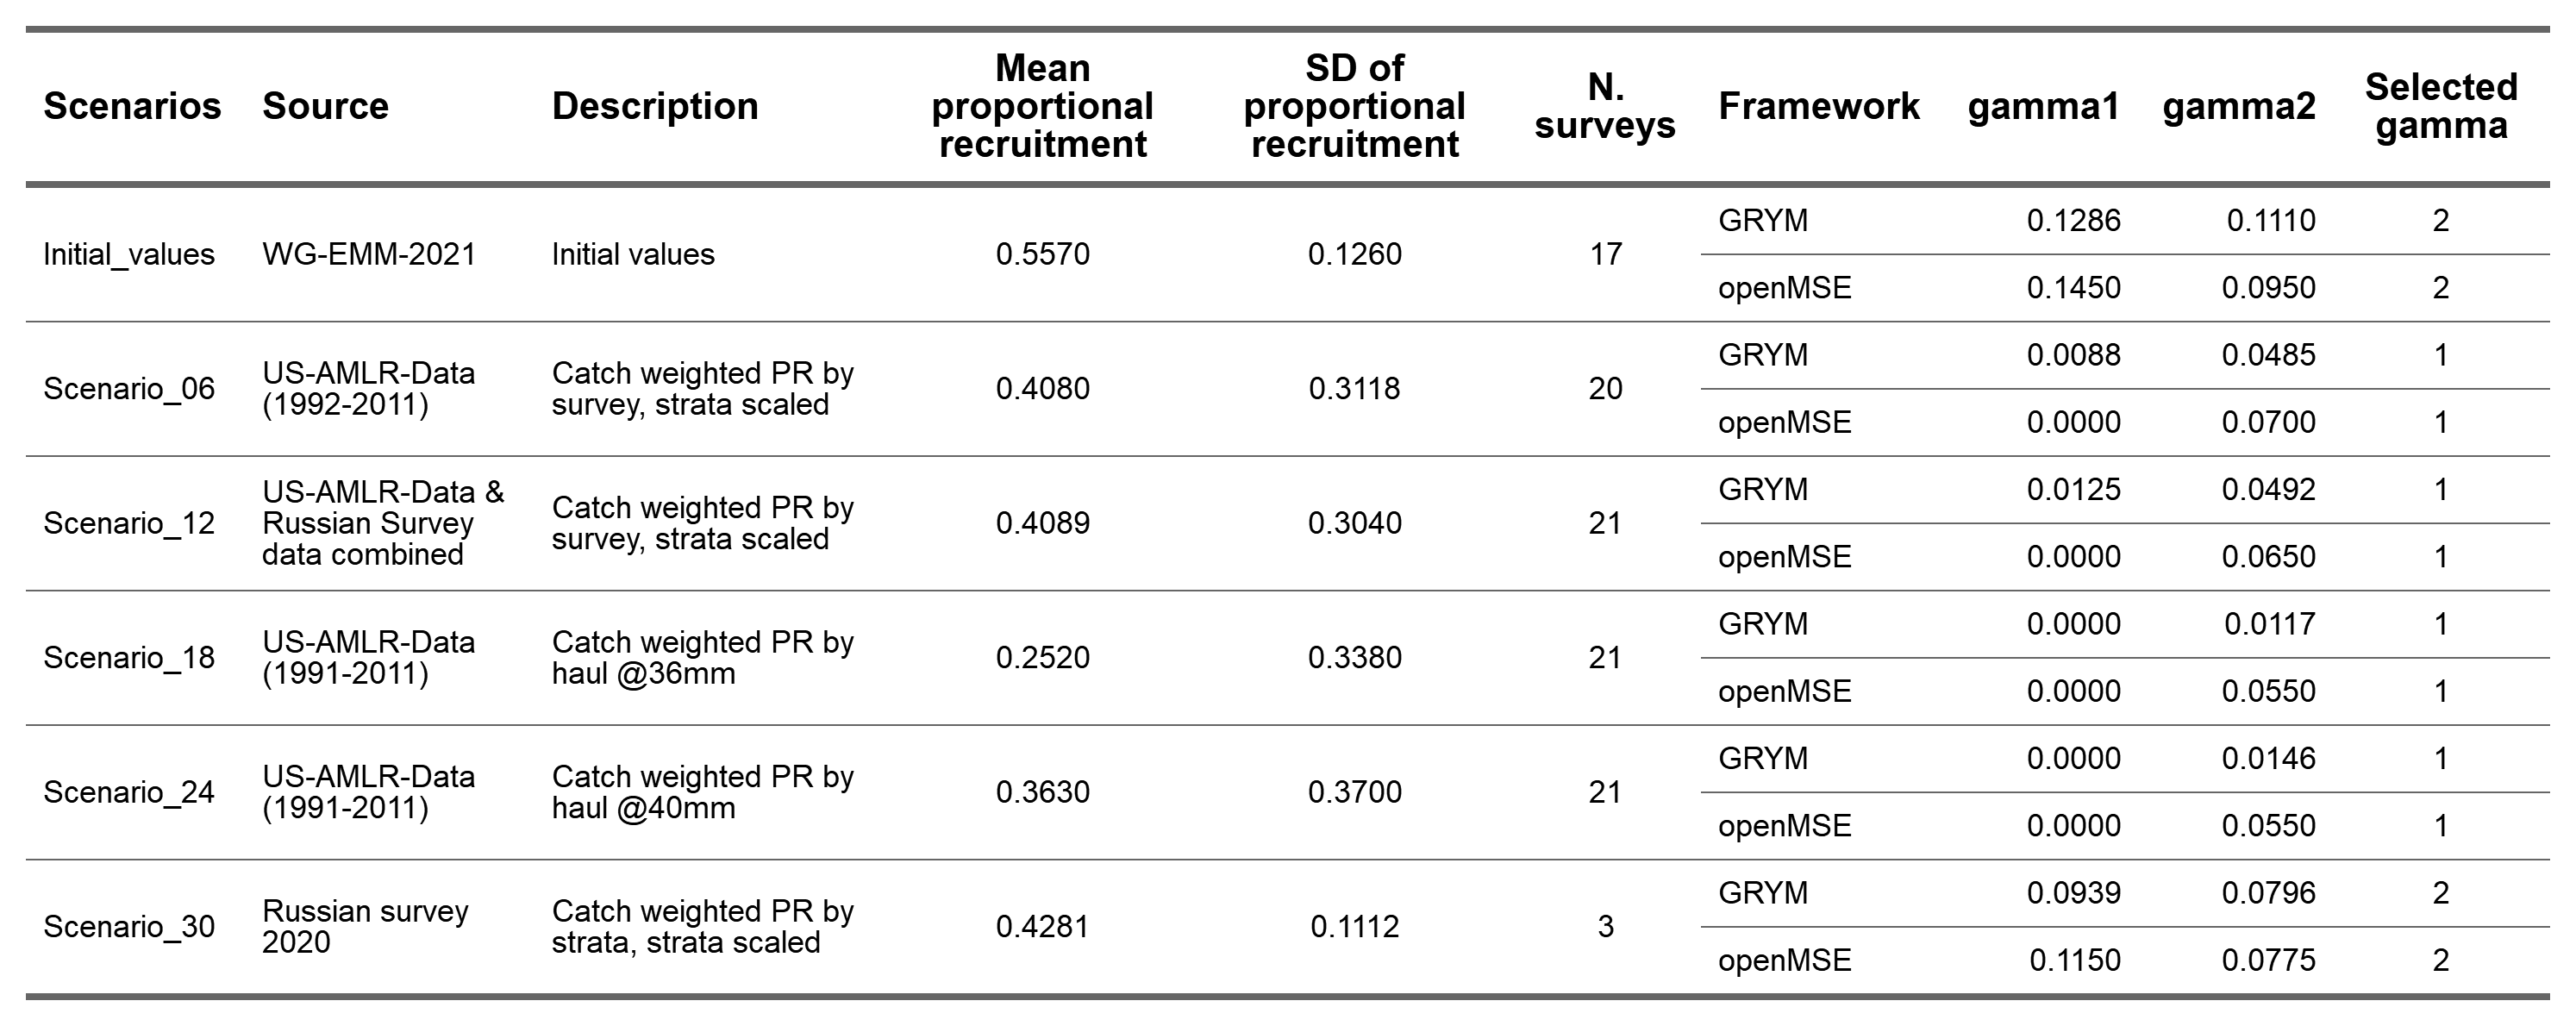 Scenarios Source Description Mean proportional recruitment SD of proportional recruitment N. surveys Framework gamma1 gamma2 Selected gamma
Initial_values WG-EMM-2021 Initial values 0.5570 0.1260 17 GRYM 0.1286 0.1110 2
openMSE 0.1450 0.0950 2
Scenario_06 US-AMLR-Data (1992-2011) Catch weighted PR by survey, strata scaled 0.4080 0.3118 20 GRYM 0.0088 0.0485 1
openMSE 0.0000 0.0700 1
Scenario_12 US-AMLR-Data & Russian Survey data combined Catch weighted PR by survey, strata scaled 0.4089 0.3040 21 GRYM 0.0125 0.0492 1
openMSE 0.0000 0.0650 1
Scenario_18 US-AMLR-Data (1991-2011) Catch weighted PR by haul @36mm 0.2520 0.3380 21 GRYM 0.0000 0.0117 1
openMSE 0.0000 0.0550 1
Scenario_24 US-AMLR-Data (1991-2011) Catch weighted PR by haul @40mm 0.3630 0.3700 21 GRYM 0.0000 0.0146 1
openMSE 0.0000 0.0550 1
Scenario_30 Russian survey 2020 Catch weighted PR by strata, strata scaled 0.4281 0.1112 3 GRYM 0.0939 0.0796 2
openMSE 0.1150 0.0775 2